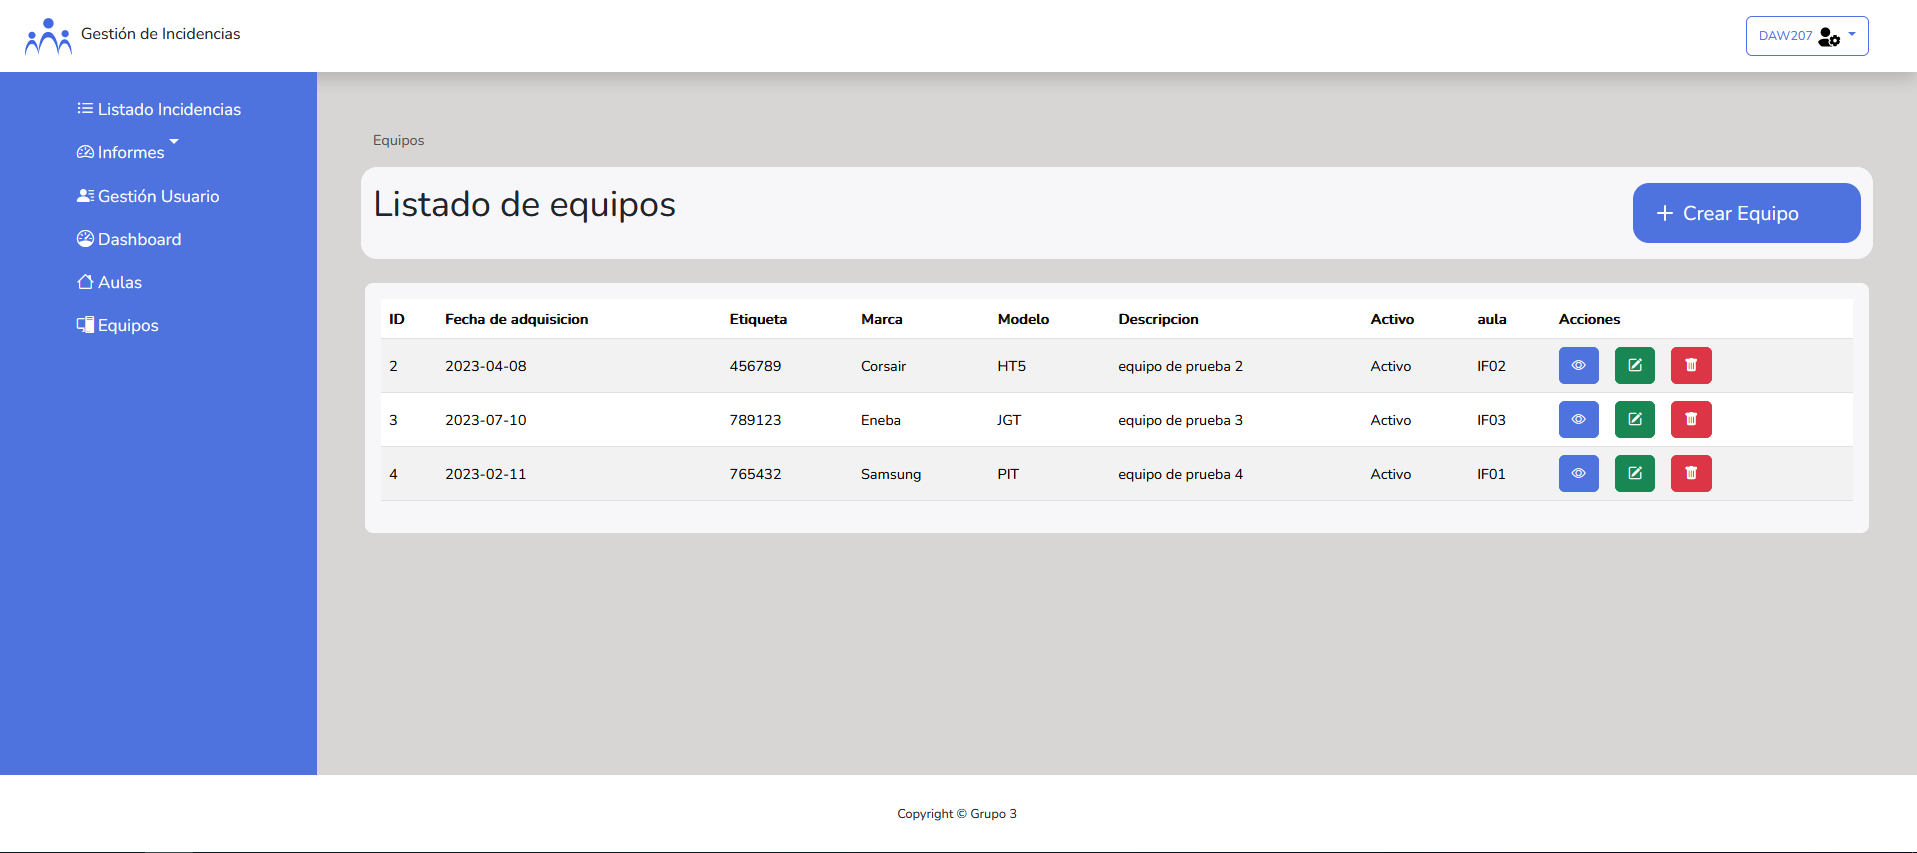 Gestión de Incidencias
DAW207
Listado Incidencias
Informes
Gestión Usuario
Dashboard
Aulas
Equipos
Equipos
Listado de equipos
Crear Equipo
ID Fecha de adquisicion Etiqueta Marca Modelo Descripcion Activo aula Acciones
2 2023-04-08 456789 Corsair HT5 equipo de prueba 2 Activo IF02
3 2023-07-10 789123 Eneba JGT equipo de prueba 3 Activo IF03
4 2023-02-11 765432 Samsung PIT equipo de prueba 4 Activo IF01
Copyright © Grupo 3